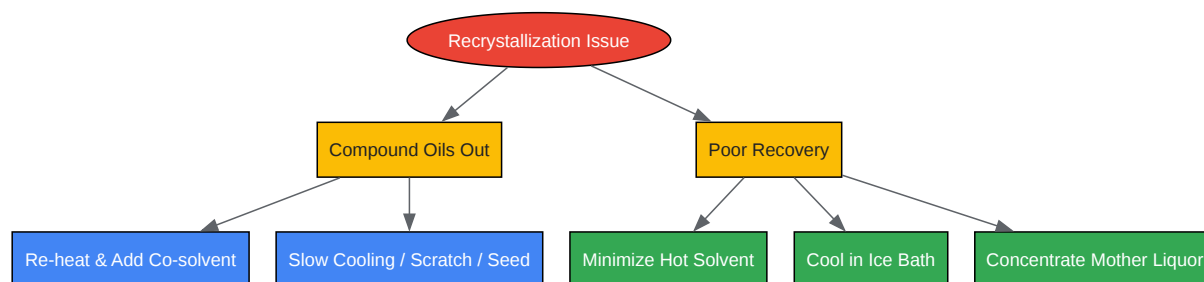 Recrystallization Issue
Compound Oils Out
Poor Recovery
Re-heat & Add Co-solvent
Slow Cooling / Scratch / Seed
Minimize Hot Solvent
Cool in Ice Bath
Concentrate Mother Liquor